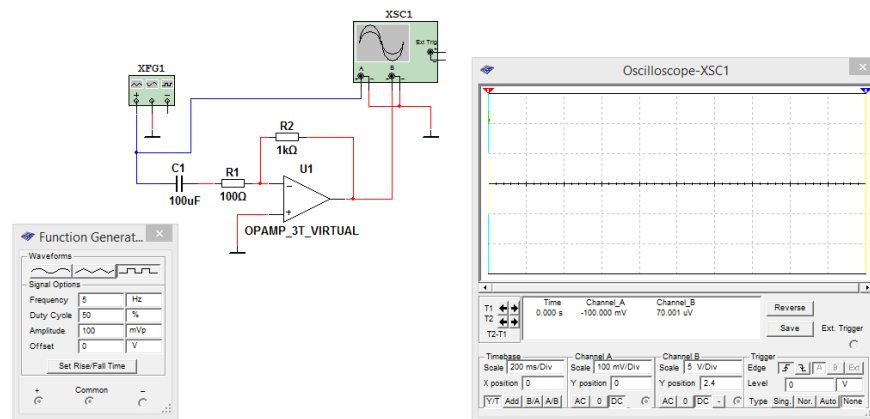 XSC1
Ext Trig
A B
XFG1
R2
1kΩ
C1
100uF
R1
100Ω
U1
OPAMP_3T_VIRTUAL
Function Generat...
Waveforms
Signal Options
Frequency 5 Hz
Duty Cycle 50 %
Amplitude 100 mVp
Offset 0 V
Set Rise/Fall Time
+ Common −
Oscilloscope-XSC1
Time Channel_A Channel_B
T1 0.000 s -100.000 mV 70.001 uV
T2
T2-T1
Reverse
Save
Ext. Trigger
Timebase
Scale 200 ms/Div
X position 0
Y/T Add B/A A/B
Channel A
Scale 100 mV/Div
Y position 0
AC 0 DC
Channel B
Scale 5 V/Div
Y position 2.4
AC 0 DC -
Trigger
Edge A B Ext
Level 0 V
Type Sing. Nor. Auto None